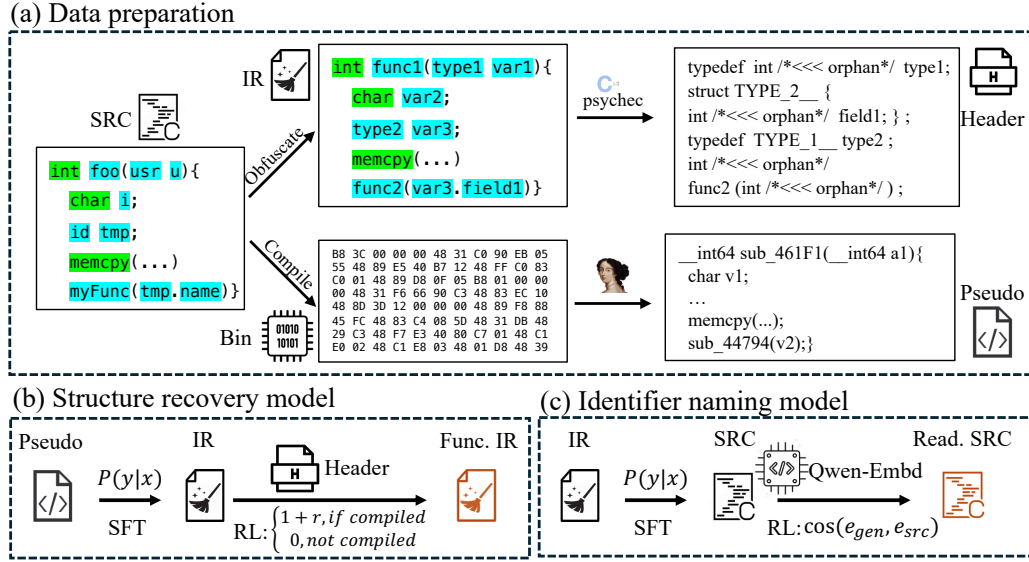 (a) Data preparation
SRC
int foo(usr u){
char i;
id tmp;
memcpy(...)
myFunc(tmp.name)}
Obfuscate
Compile
IR
int func1(type1 var1){
char var2;
type2 var3;
memcpy(...)
func2(var3.field1)}
psychec
typedef int /*<<< orphan*/ type1;
struct TYPE_2__ {
int /*<<< orphan*/ field1; } ;
typedef TYPE_1__ type2 ;
int /*<<< orphan*/
func2 (int /*<<< orphan*/ ) ;
H
Header
Bin
01010
10101
B8 3C 00 00 00 48 31 C0 90 EB 05
55 48 89 E5 40 B7 12 48 FF C0 83
C0 01 48 89 D8 0F 05 B8 01 00 00
00 48 31 F6 66 90 C3 48 83 EC 10
48 8D 3D 12 00 00 00 48 89 F8 88
45 FC 48 83 C4 08 5D 48 31 DB 48
29 C3 48 F7 E3 40 80 C7 01 48 C1
E0 02 48 C1 E8 03 48 01 D8 48 39
__int64 sub_461F1(__int64 a1){
char v1;
…
memcpy(...);
sub_44794(v2);}
Pseudo
(b) Structure recovery model
Pseudo
P(y|x)
SFT
IR
H
Header
RL: { 1 + r, if compiled
0, not compiled
Func. IR
(c) Identifier naming model
IR
P(y|x)
SFT
SRC
C
Qwen-Embd
RL: cos(e_gen, e_src)
Read. SRC
C